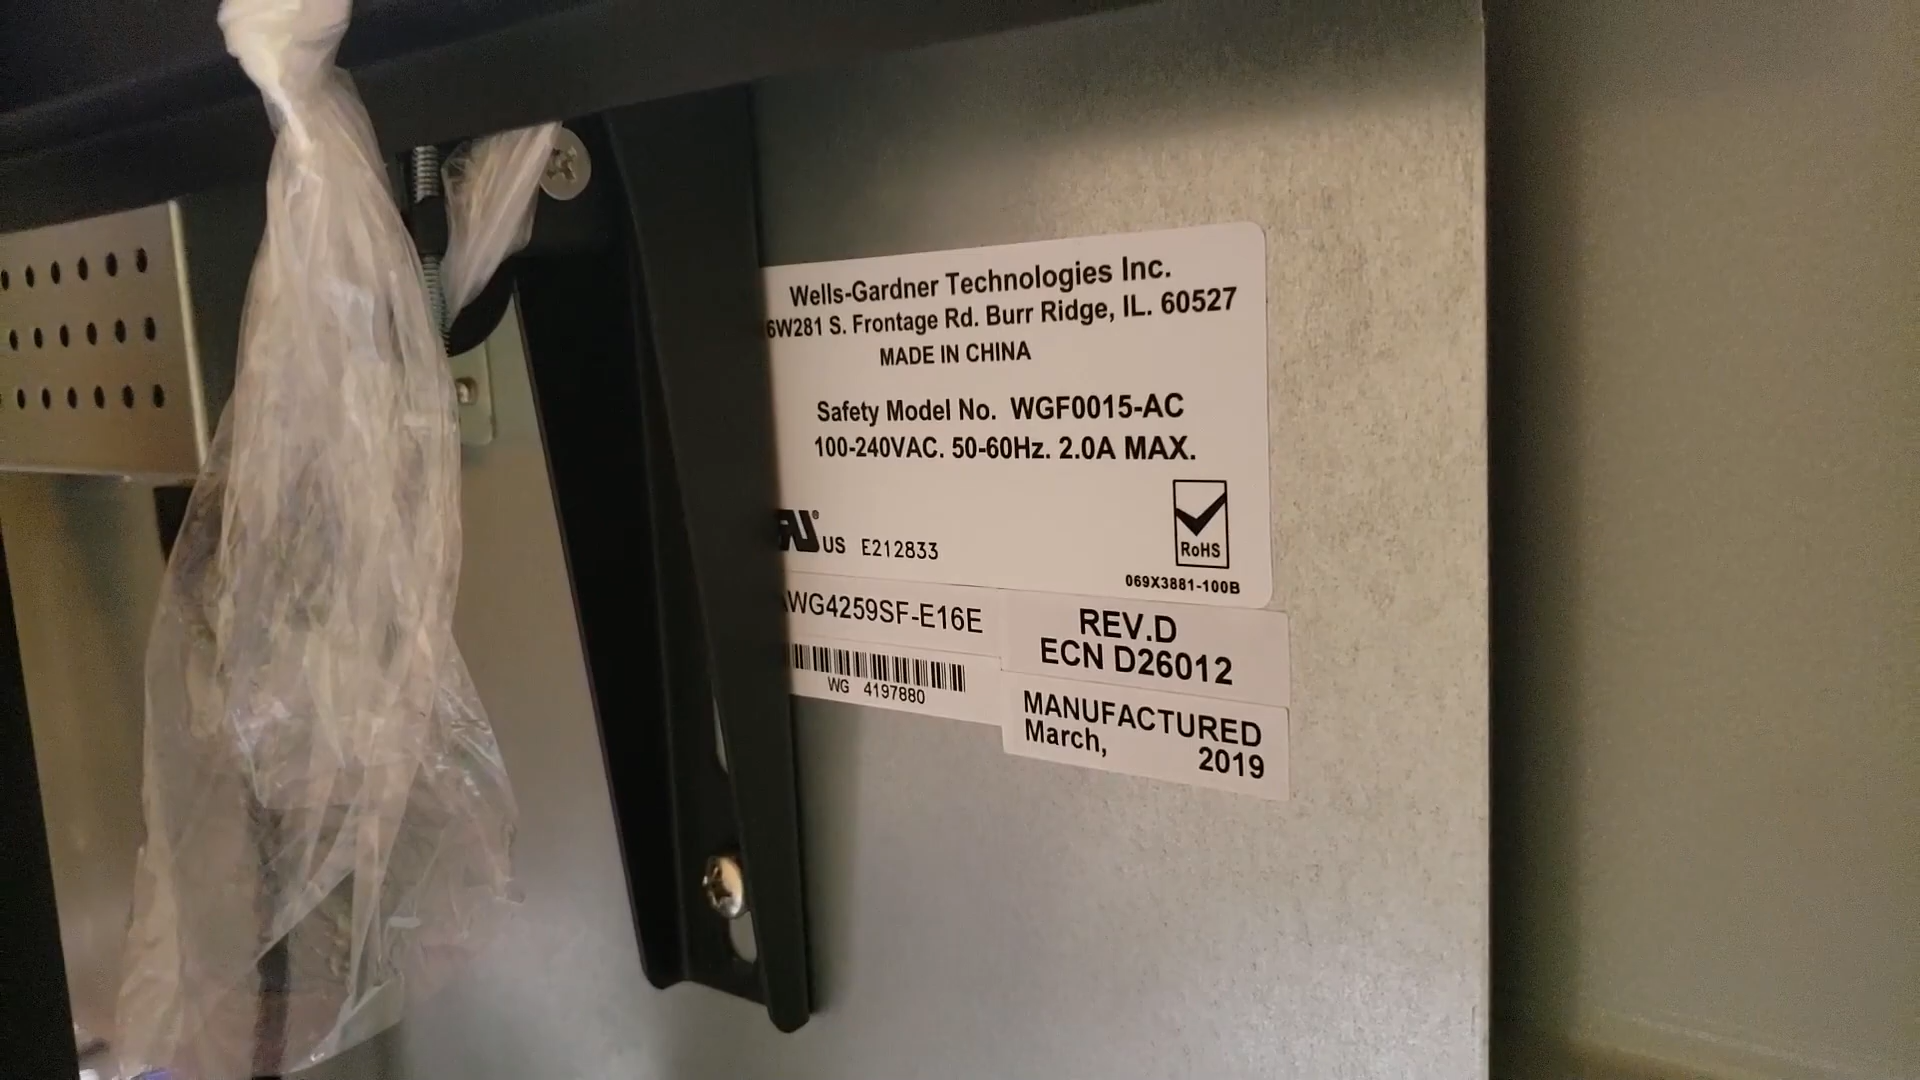 Wells-Gardner Technologies Inc.
6W281 S. Frontage Rd. Burr Ridge, IL. 60527
MADE IN CHINA
Safety Model No. WGF0015-AC
100-240VAC. 50-60Hz. 2.0A MAX.
US E212833
RoHS
069X3881-100B
WG4259SF-E16E
WG 4197880
REV.D
ECN D26012
MANUFACTURED
March, 2019